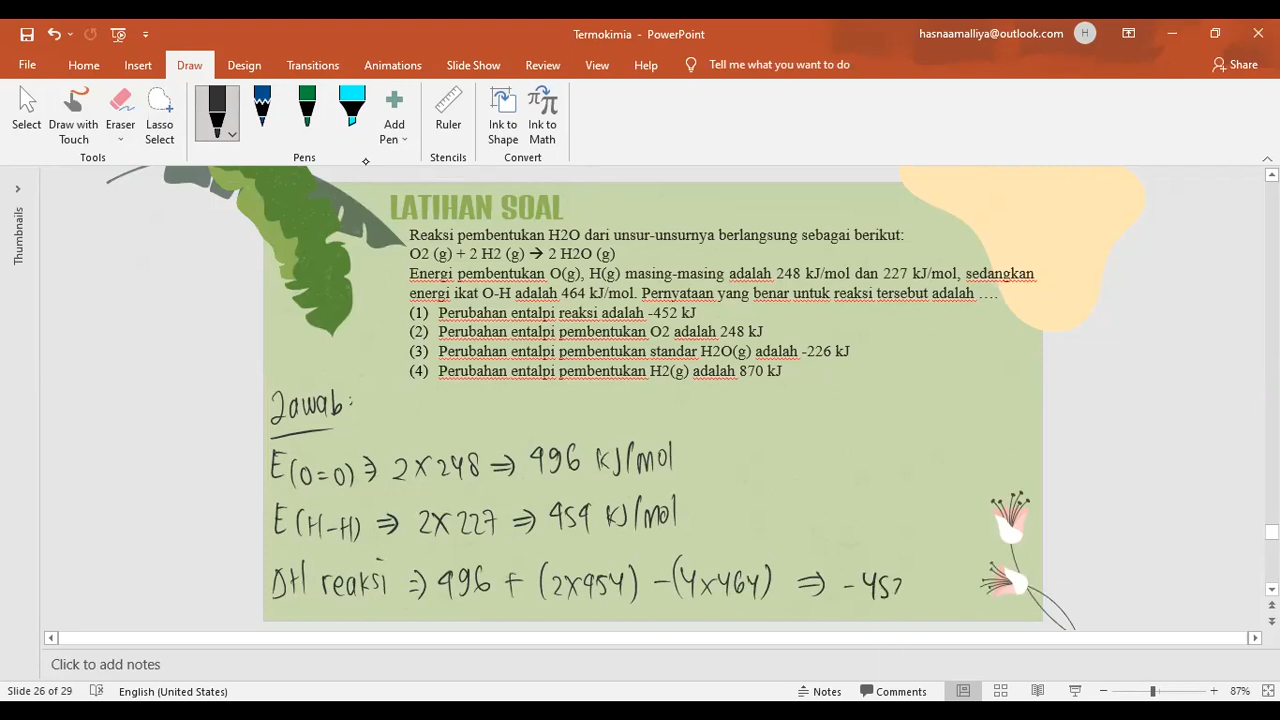 Termokimia - PowerPoint
hasnaamalliya@outlook.com
H
File
Home
Insert
Draw
Design
Transitions
Animations
Slide Show
Review
View
Help
Tell me what you want to do
Share
Select
Draw with Touch
Eraser
Lasso Select
Add Pen
Ruler
Ink to Shape
Ink to Math
Tools
Pens
Stencils
Convert
Thumbnails
LATIHAN SOAL
Reaksi pembentukan H2O dari unsur-unsurnya berlangsung sebagai berikut:
O2 (g) + 2 H2 (g) → 2 H2O (g)
Energi pembentukan O(g), H(g) masing-masing adalah 248 kJ/mol dan 227 kJ/mol, sedangkan
energi ikat O-H adalah 464 kJ/mol. Pernyataan yang benar untuk reaksi tersebut adalah ….
(1) Perubahan entalpi reaksi adalah -452 kJ
(2) Perubahan entalpi pembentukan O2 adalah 248 kJ
(3) Perubahan entalpi pembentukan standar H2O(g) adalah -226 kJ
(4) Perubahan entalpi pembentukan H2(g) adalah 870 kJ
Jawab:
E(O=O) ⇒ 2 x 248 ⇒ 496 kJ/mol
E(H-H) ⇒ 2 x 227 ⇒ 454 kJ/mol
ΔH reaksi ⇒ 496 + (2x954) - (4x464) ⇒ -452
Click to add notes
Slide 26 of 29
English (United States)
Notes
Comments
87%